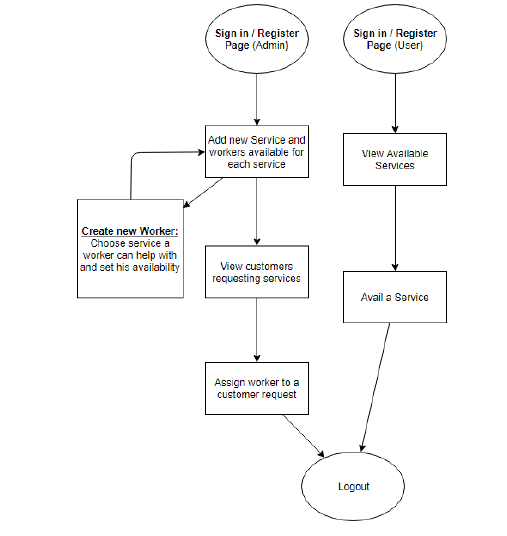 Sign in / Register
Page (Admin)
Sign in / Register
Page (User)
Add new Service and
workers available for
each service
View Available
Services
Create new Worker:
Choose service a
worker can help with
and set his availability
View customers
requesting services
Avail a Service
Assign worker to a
customer request
Logout